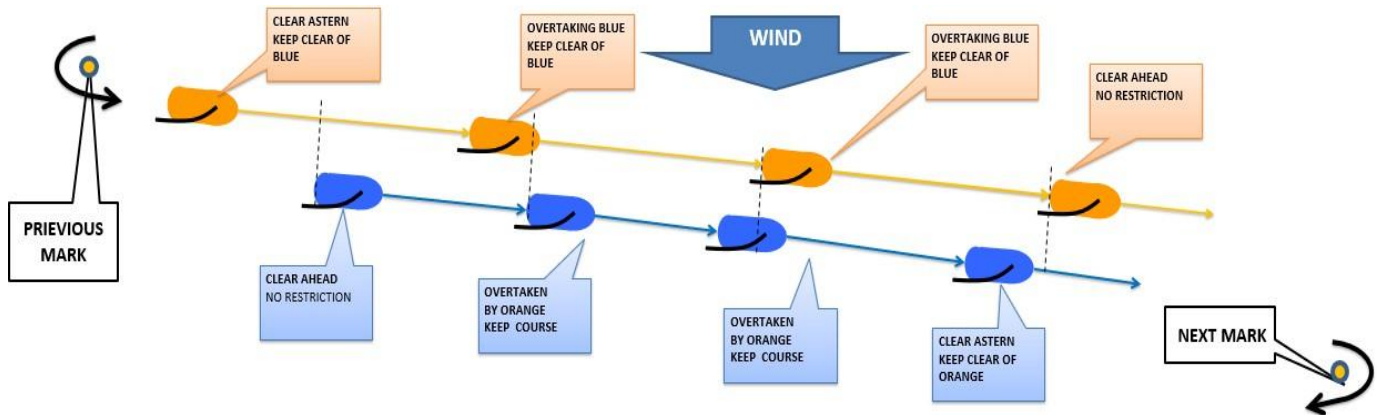 CLEAR ASTERN
KEEP CLEAR OF
BLUE
OVERTAKING BLUE
KEEP CLEAR OF
BLUE
WIND
OVERTAKING BLUE
KEEP CLEAR OF
BLUE
CLEAR AHEAD
NO RESTRICTION
PRIEVIOUS
MARK
CLEAR AHEAD
NO RESTRICTION
OVERTAKEN
BY ORANGE
KEEP COURSE
OVERTAKEN
BY ORANGE
KEEP COURSE
CLEAR ASTERN
KEEP CLEAR OF
ORANGE
NEXT MARK